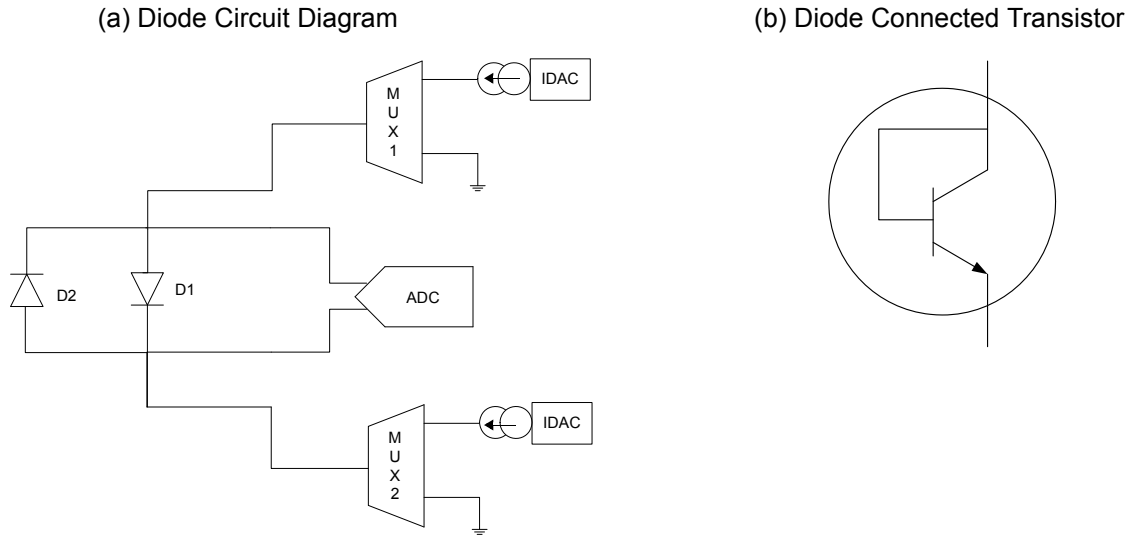 (a) Diode Circuit Diagram
(b) Diode Connected Transistor
IDAC
M
U
X
1
D2
D1
ADC
IDAC
M
U
X
2